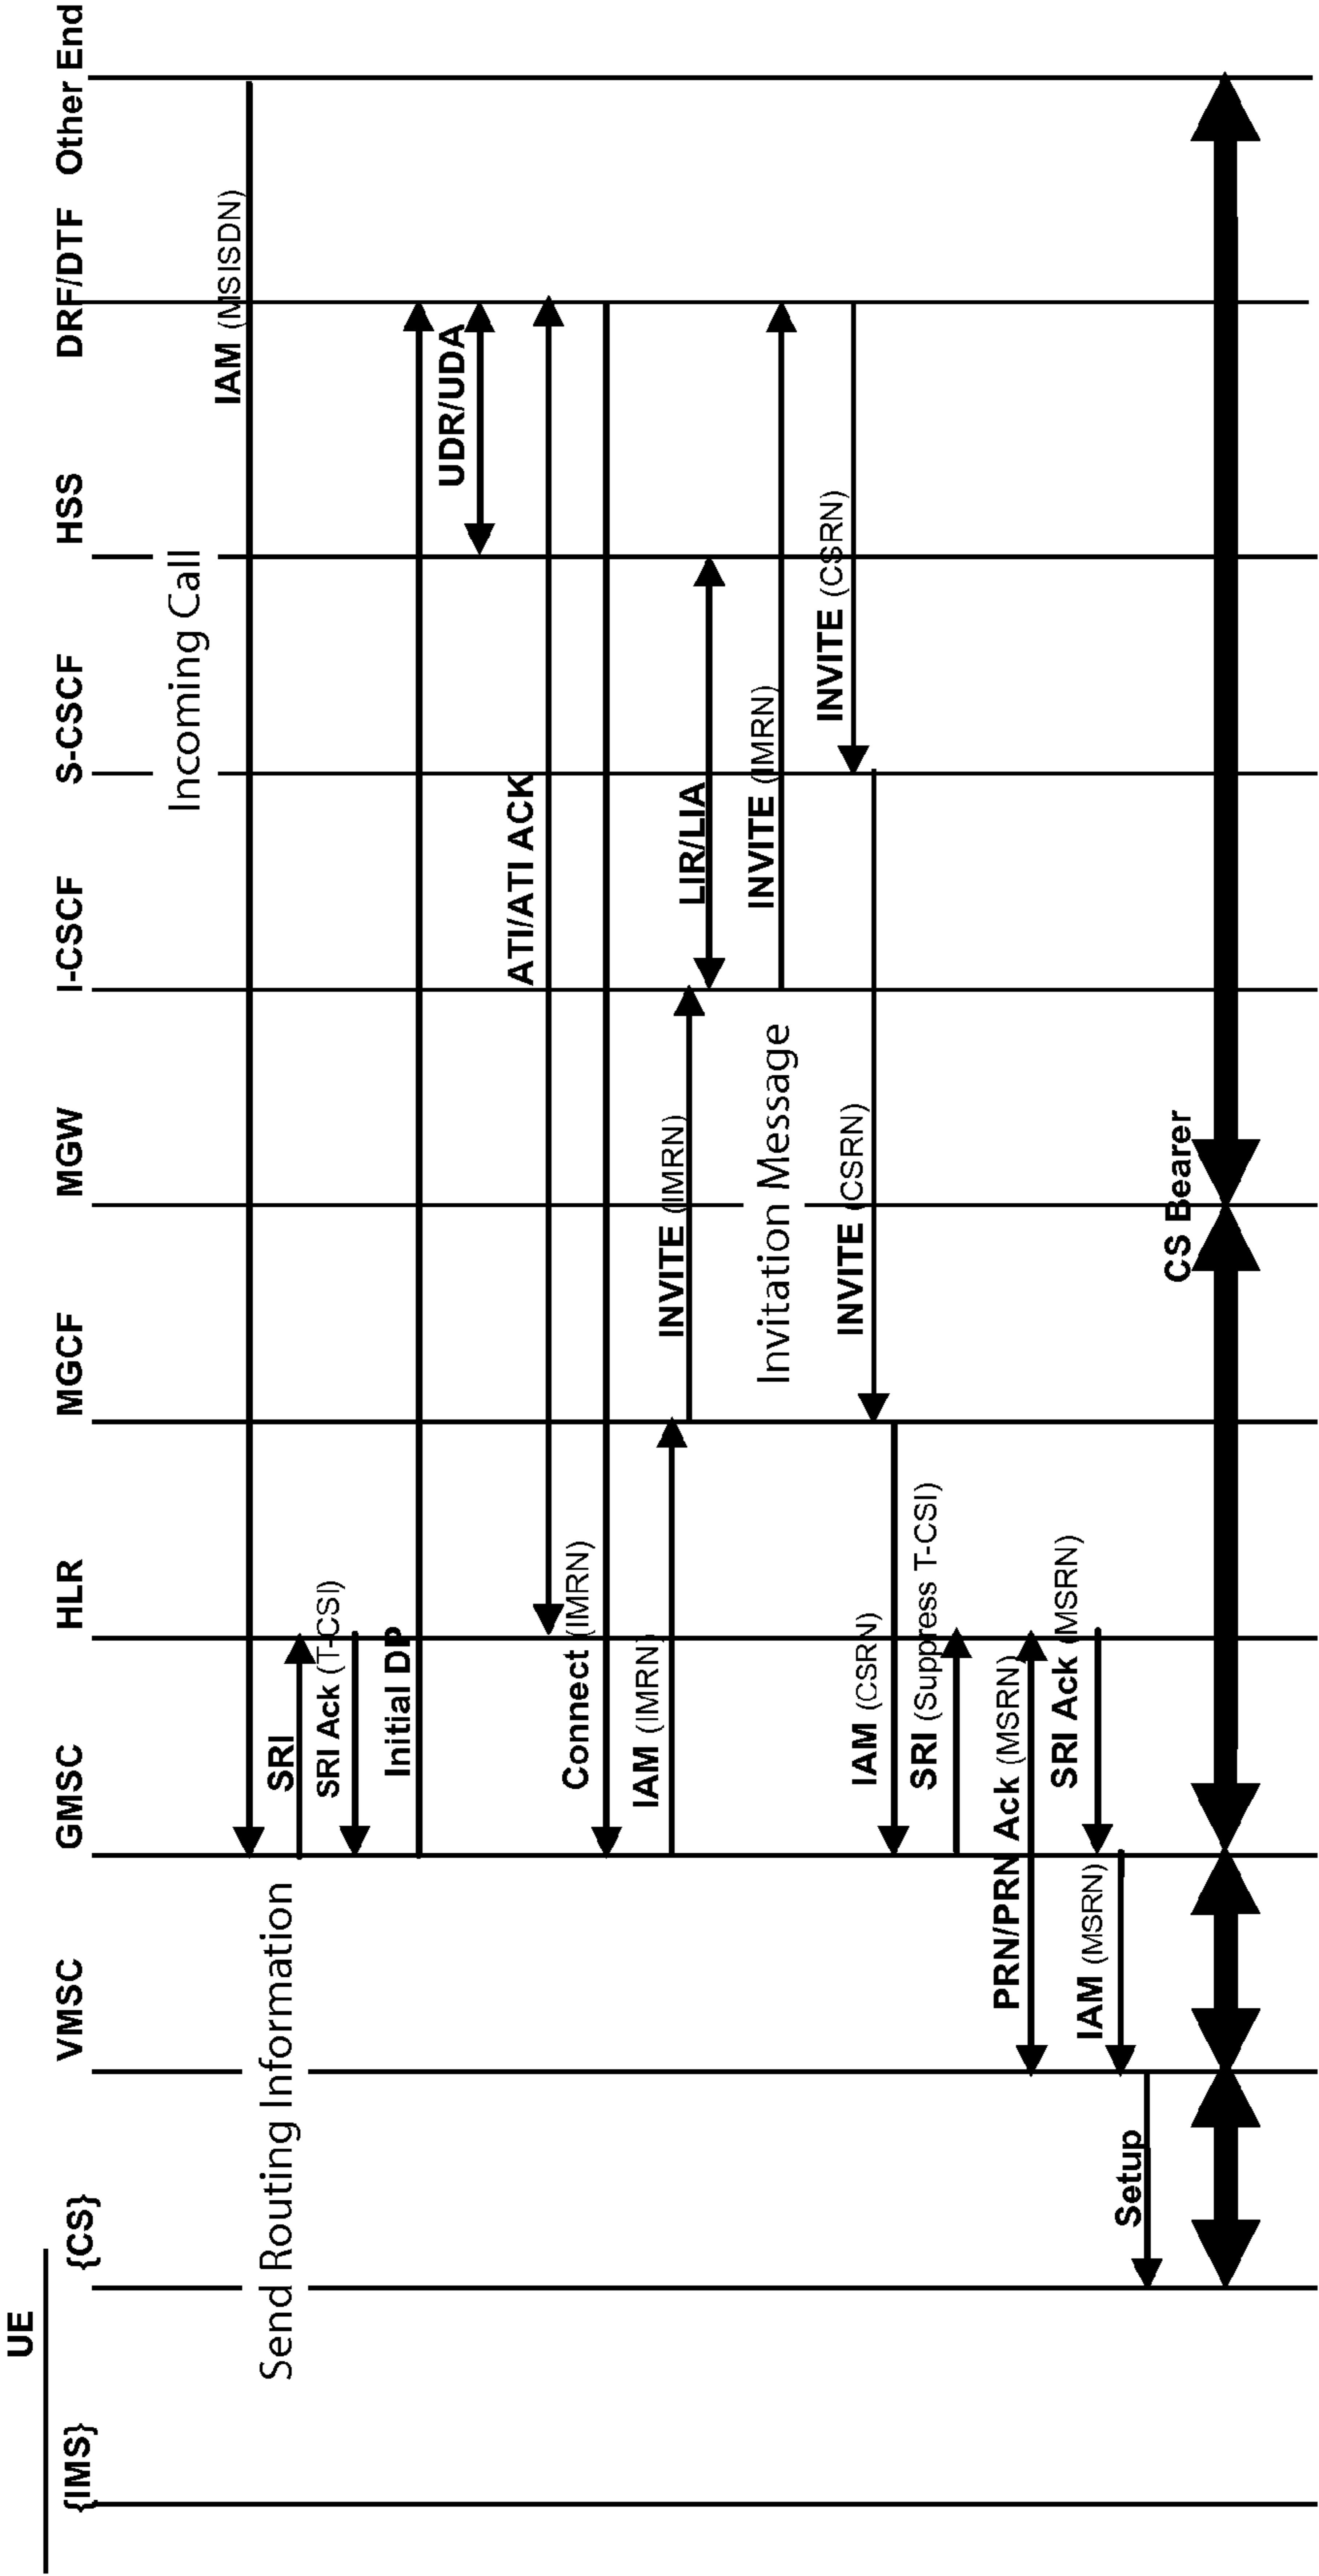 UE
{IMS} {CS} VMSC GMSC HLR MGCF MGW I-CSCF S-CSCF HSS DRF/DTF Other End
Incoming Call
IAM (MSISDN)
Send Routing Information
SRI
SRI Ack (T-CSI)
Initial DP
UDR/UDA
ATI/ATI ACK
Connect (IMRN)
IAM (IMRN)
INVITE (IMRN)
LIR/LIA
INVITE (IMRN)
Invitation Message
INVITE (CSRN)
INVITE (CSRN)
IAM (CSRN)
SRI (Suppress T-CSI)
PRN/PRN Ack (MSRN)
SRI Ack (MSRN)
IAM (MSRN)
Setup
CS Bearer